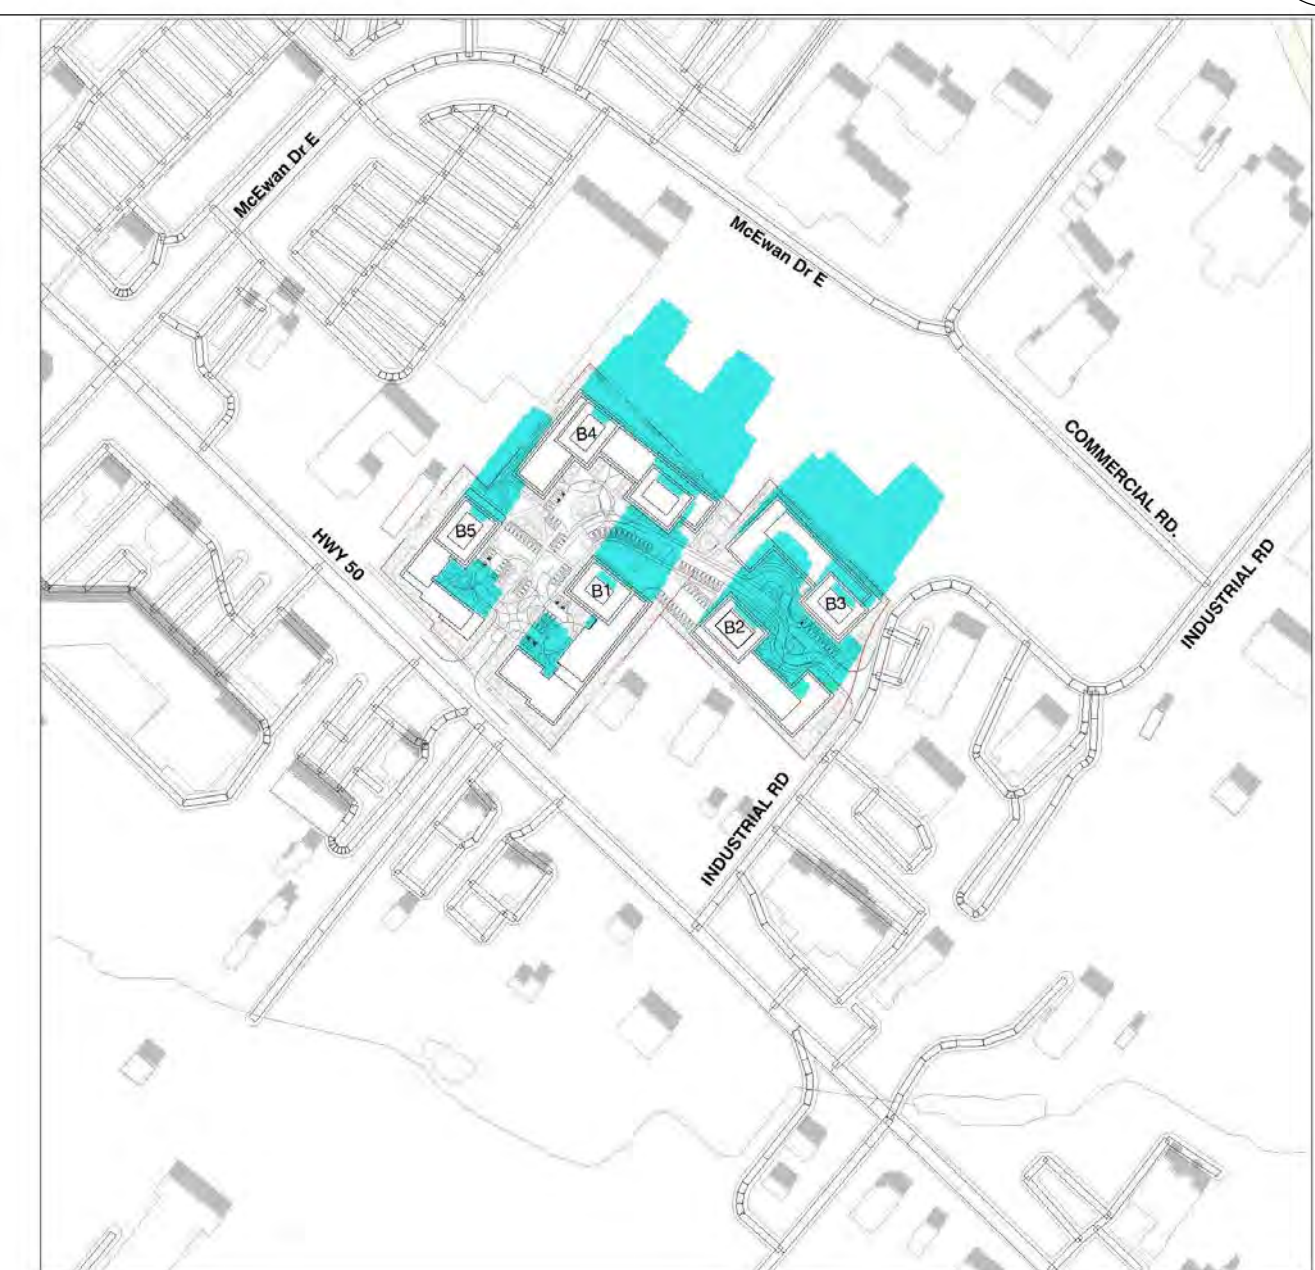 McEwan Dr E
McEwan Dr E
COMMERCIAL RD.
B4
HWY 50
B5
INDUSTRIAL RD
B1
B3
B2
INDUSTRIAL RD